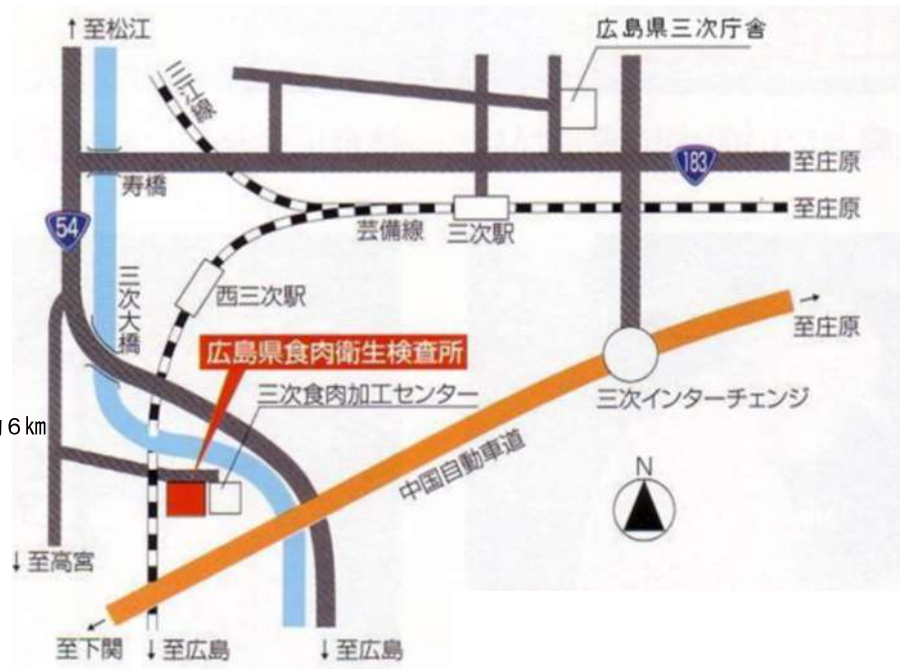 ↑至松江
広島県三次庁舎
三江線
183
至庄原
寿橋
54
芸備線
三次駅
至庄原
三次大橋
西三次駅
至庄原
広島県食肉衛生検査所
三次食肉加工センター
三次インターチェンジ
6km
中国自動車道
N
↓至高宮
至下関
↓至広島
↓至広島